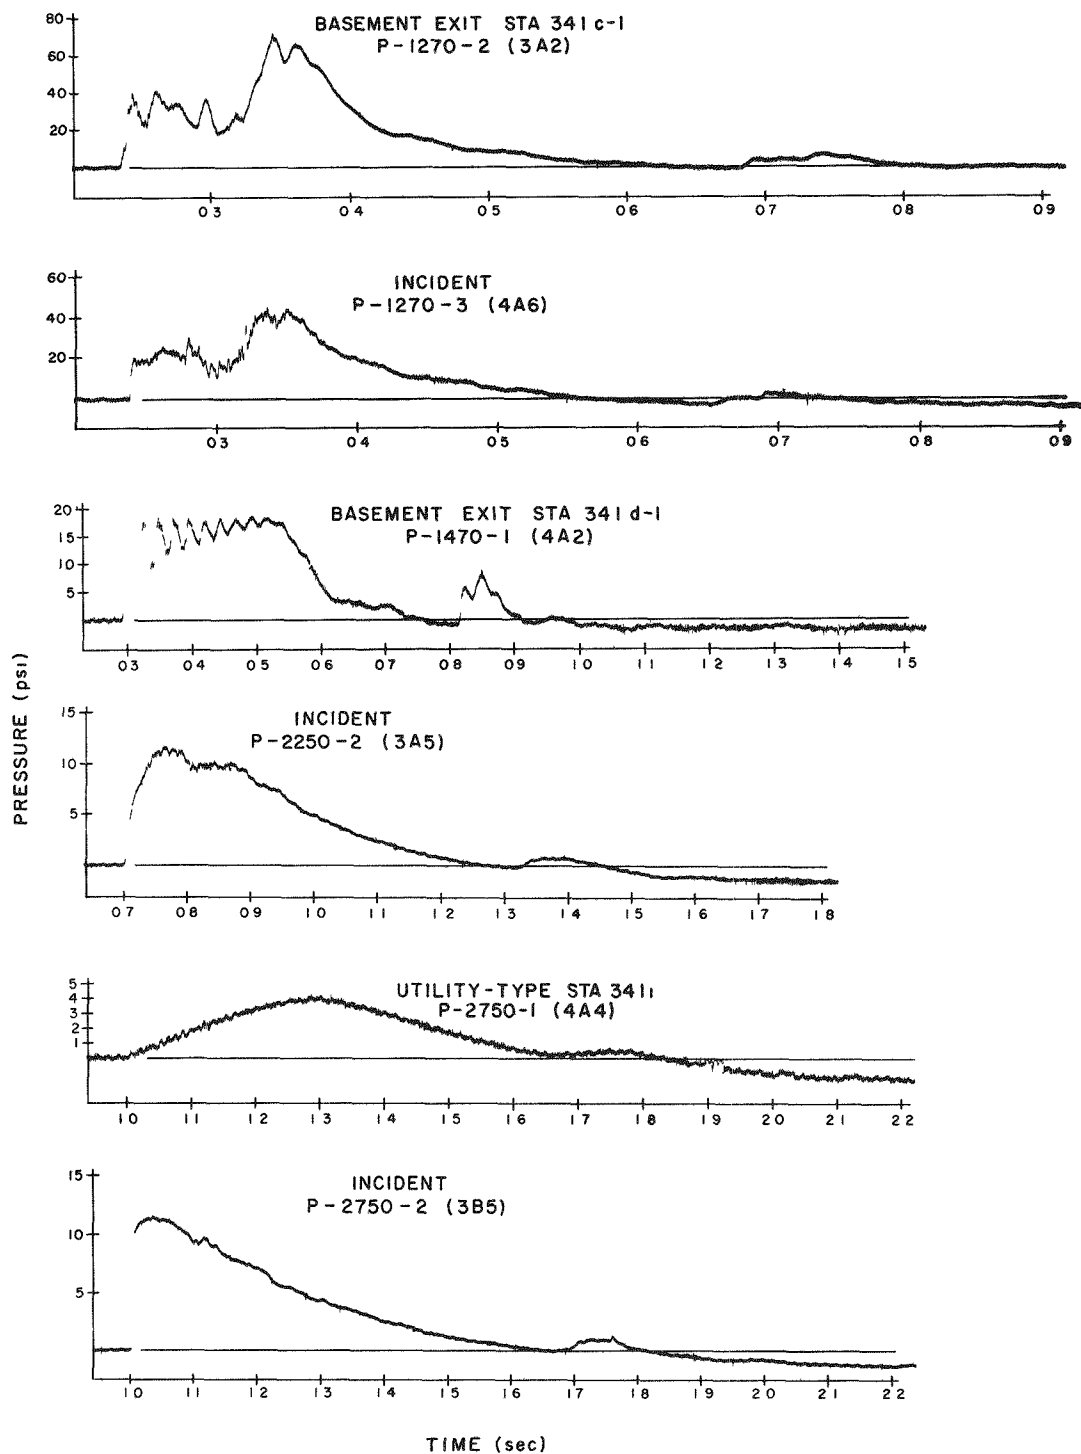 80
BASEMENT EXIT STA 341 c-1
P-1270-2 (3A2)
60
40
20
03 04 05 06 07 08 09
60
INCIDENT
P-1270-3 (4A6)
40
20
03 04 05 06 07 08 09
20
BASEMENT EXIT STA 341 d-1
P-1470-1 (4A2)
15
10
5
03 04 05 06 07 08 09 10 11 12 13 14 15
PRESSURE (psi)
15
INCIDENT
P-2250-2 (3A5)
10
5
07 08 09 10 11 12 13 14 15 16 17 18
5
UTILITY-TYPE STA 341i
P-2750-1 (4A4)
4
3
2
1
10 11 12 13 14 15 16 17 18 19 20 21 22
15
INCIDENT
P-2750-2 (3B5)
10
5
10 11 12 13 14 15 16 17 18 19 20 21 22
TIME (sec)